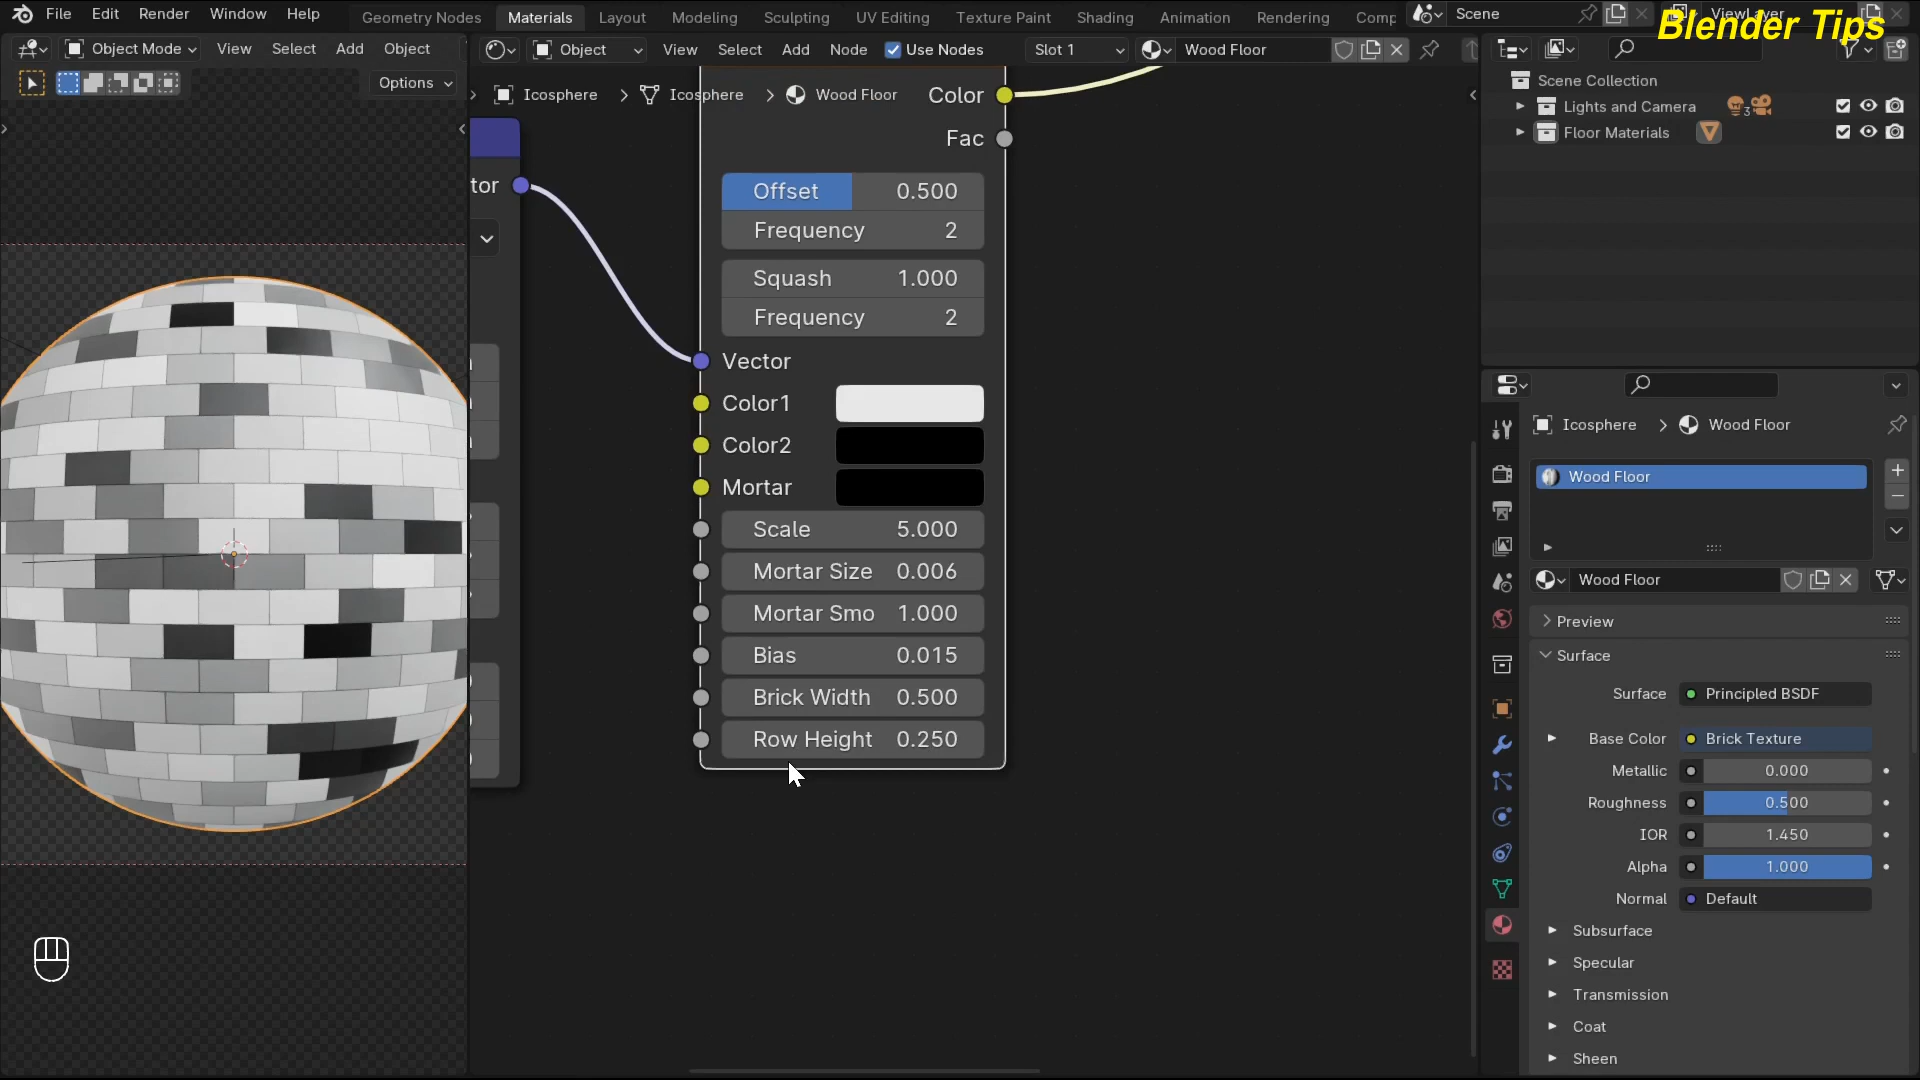 File Edit Render Window Help Geometry Nodes Materials Layout Modeling Sculpting UV Editing Texture Paint Shading Animation Rendering Comp Scene ViewLayer
Blender Tips
Object Mode View Select Add Object Object View Select Add Node Use Nodes Slot 1 Wood Floor
Options
Icosphere > Icosphere > Wood Floor
Color
Fac
tor
Offset 0.500
Frequency 2
Squash 1.000
Frequency 2
Vector
Color1
Color2
Mortar
Scale 5.000
Mortar Size 0.006
Mortar Smo 1.000
Bias 0.015
Brick Width 0.500
Row Height 0.250
Scene Collection
Lights and Camera 3
Floor Materials
Icosphere > Wood Floor
Wood Floor
Wood Floor
Preview
Surface
Surface Principled BSDF
Base Color Brick Texture
Metallic 0.000
Roughness 0.500
IOR 1.450
Alpha 1.000
Normal Default
Subsurface
Specular
Transmission
Coat
Sheen